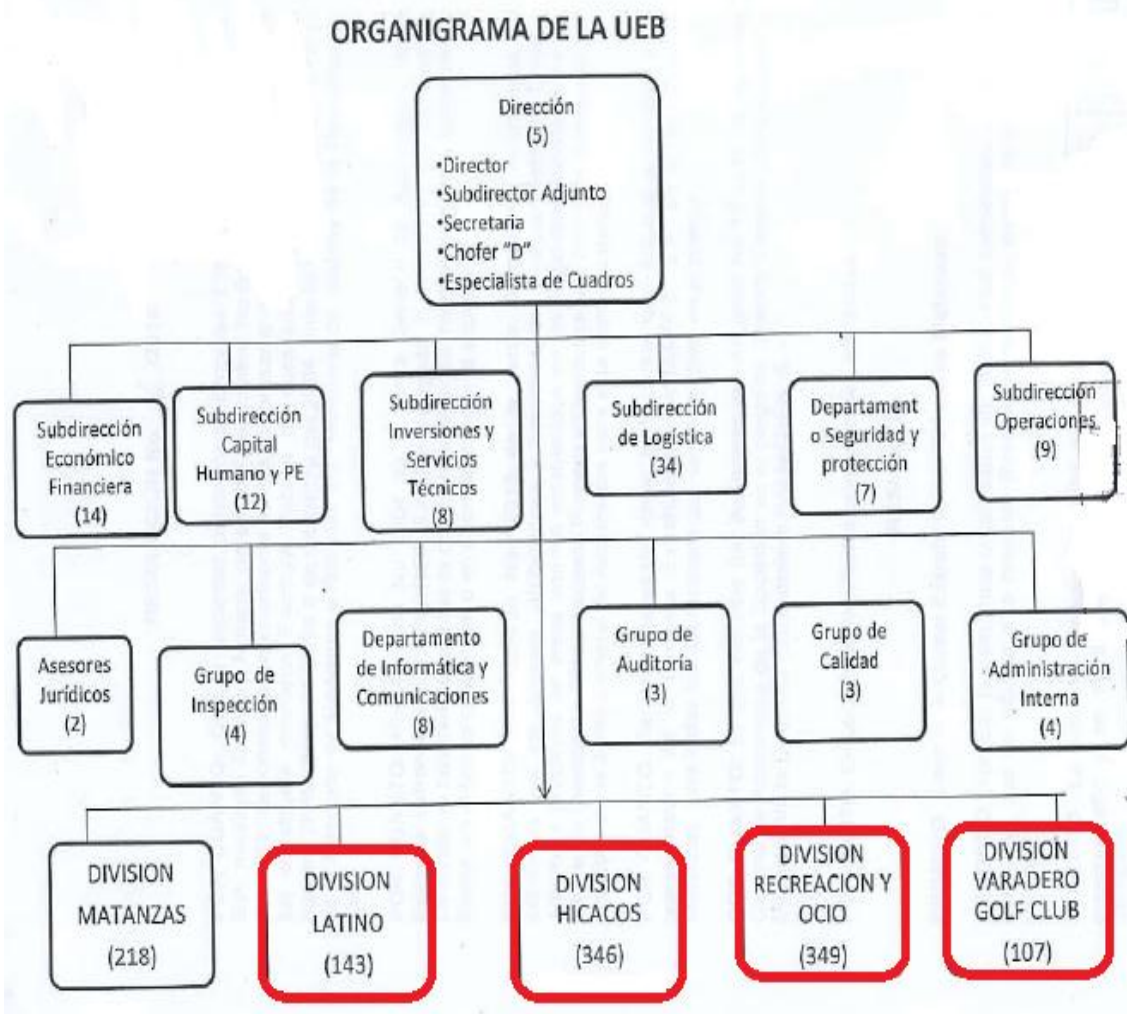 ORGANIGRAMA DE LA UEB
Dirección
(5)
•Director
•Subdirector Adjunto
•Secretaria
•Chofer "D"
•Especialista de Cuadros
Subdirección
Económico
Financiera
(14)
Subdirección
Capital
Humano y PE
(12)
Subdirección
Inversiones y
Servicios
Técnicos
(8)
Subdirección
de Logística
(34)
Departament
o Seguridad y
protección
(7)
Subdirección
Operaciones
(9)
Asesores
Jurídicos
(2)
Grupo de
Inspección
(4)
Departamento
de Informática y
Comunicaciones
(8)
Grupo de
Auditoría
(3)
Grupo de
Calidad
(3)
Grupo de
Administración
Interna
(4)
DIVISION
MATANZAS
(218)
DIVISION
LATINO
(143)
DIVISION
HICACOS
(346)
DIVISION
RECREACION Y
OCIO
(349)
DIVISION
VARADERO
GOLF CLUB
(107)